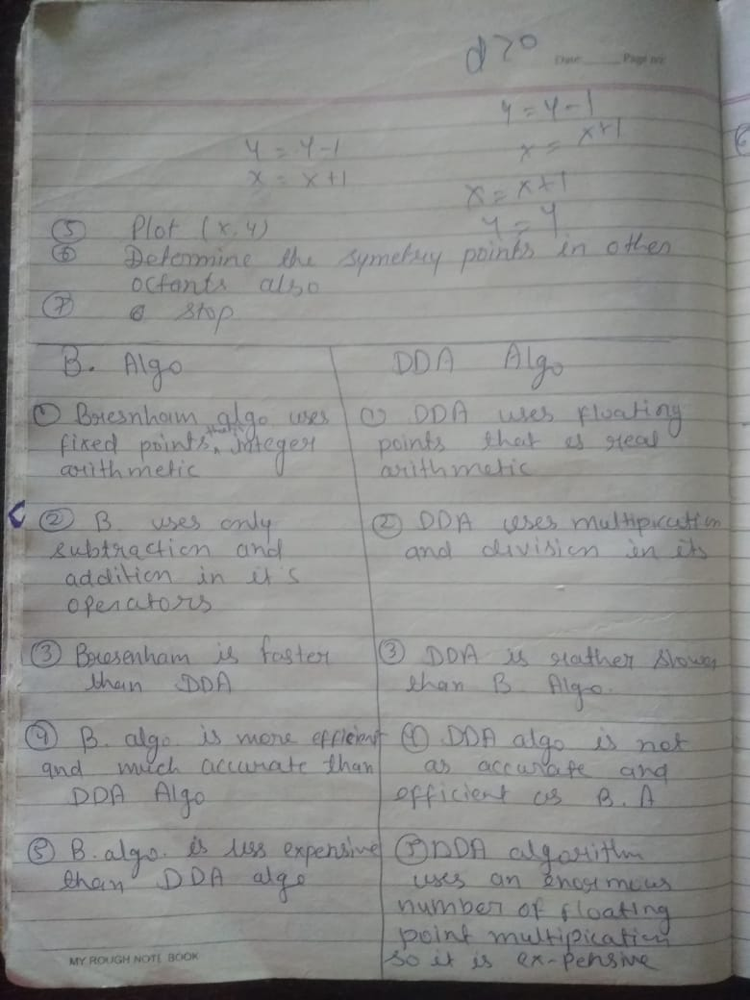 d>0
Date: Page no:
y = y-1
x = x+1
y = y-1
x = x+1
x = x+1
y = y
⑤ Plot (x, y)
⑥ Determine the symetry points in other
octants also
⑦ stop
B. Algo
① Boresnham algo uses
fixed points, that is integer
arithmetic
② B uses only
subtraction and
addition in it's
operators
③ Boresenham is faster
than DDA
④ B. algo. is more efficient
and much accurate than
DDA Algo
⑤ B. algo. is less expensive
than DDA algo
DDA Algo
① DDA uses floating
points that is real
arithmetic
② DDA uses multipication
and division in its
③ DDA is rather slower
than B Algo.
④ DDA algo is not
as accurate and
efficient as B. A
⑤ DDA algorithm
uses an enormous
number of floating
point multipication
so it is ex-pensive
MY ROUGH NOTE BOOK